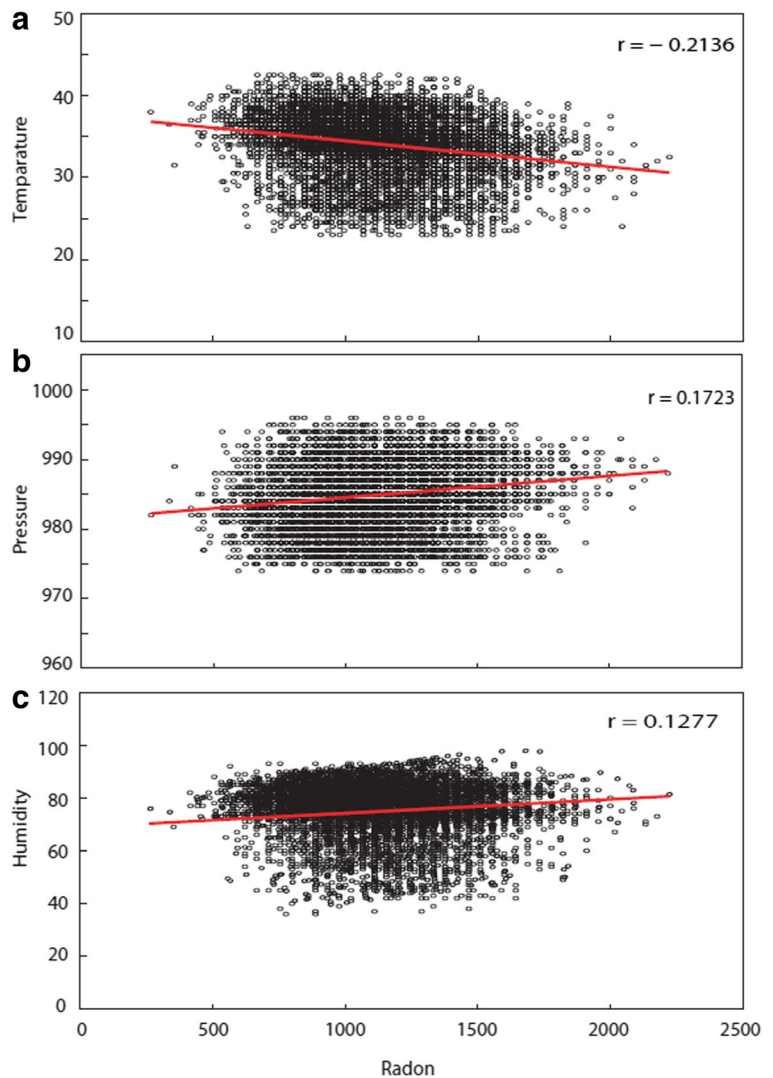 a
50
r = − 0.2136
40
Temparature
30
20
10
b
1000
r = 0.1723
990
Pressure
980
970
960
c
120
r = 0.1277
100
80
Humidity
60
40
20
0
0 500 1000 1500 2000 2500
Radon